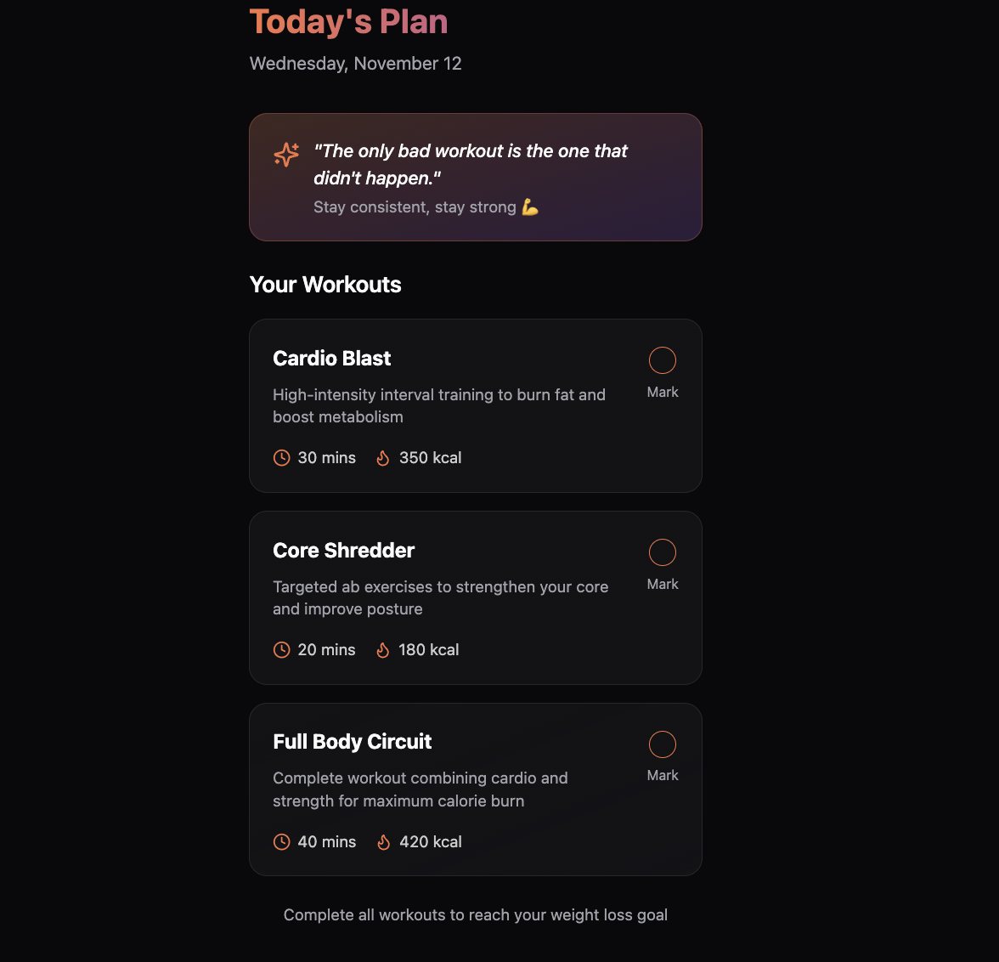 Today's Plan
Wednesday, November 12
"The only bad workout is the one that
didn't happen."
Stay consistent, stay strong 💪
Your Workouts
Cardio Blast
Mark
High-intensity interval training to burn fat and
boost metabolism
30 mins 350 kcal
Core Shredder
Mark
Targeted ab exercises to strengthen your core
and improve posture
20 mins 180 kcal
Full Body Circuit
Mark
Complete workout combining cardio and
strength for maximum calorie burn
40 mins 420 kcal
Complete all workouts to reach your weight loss goal